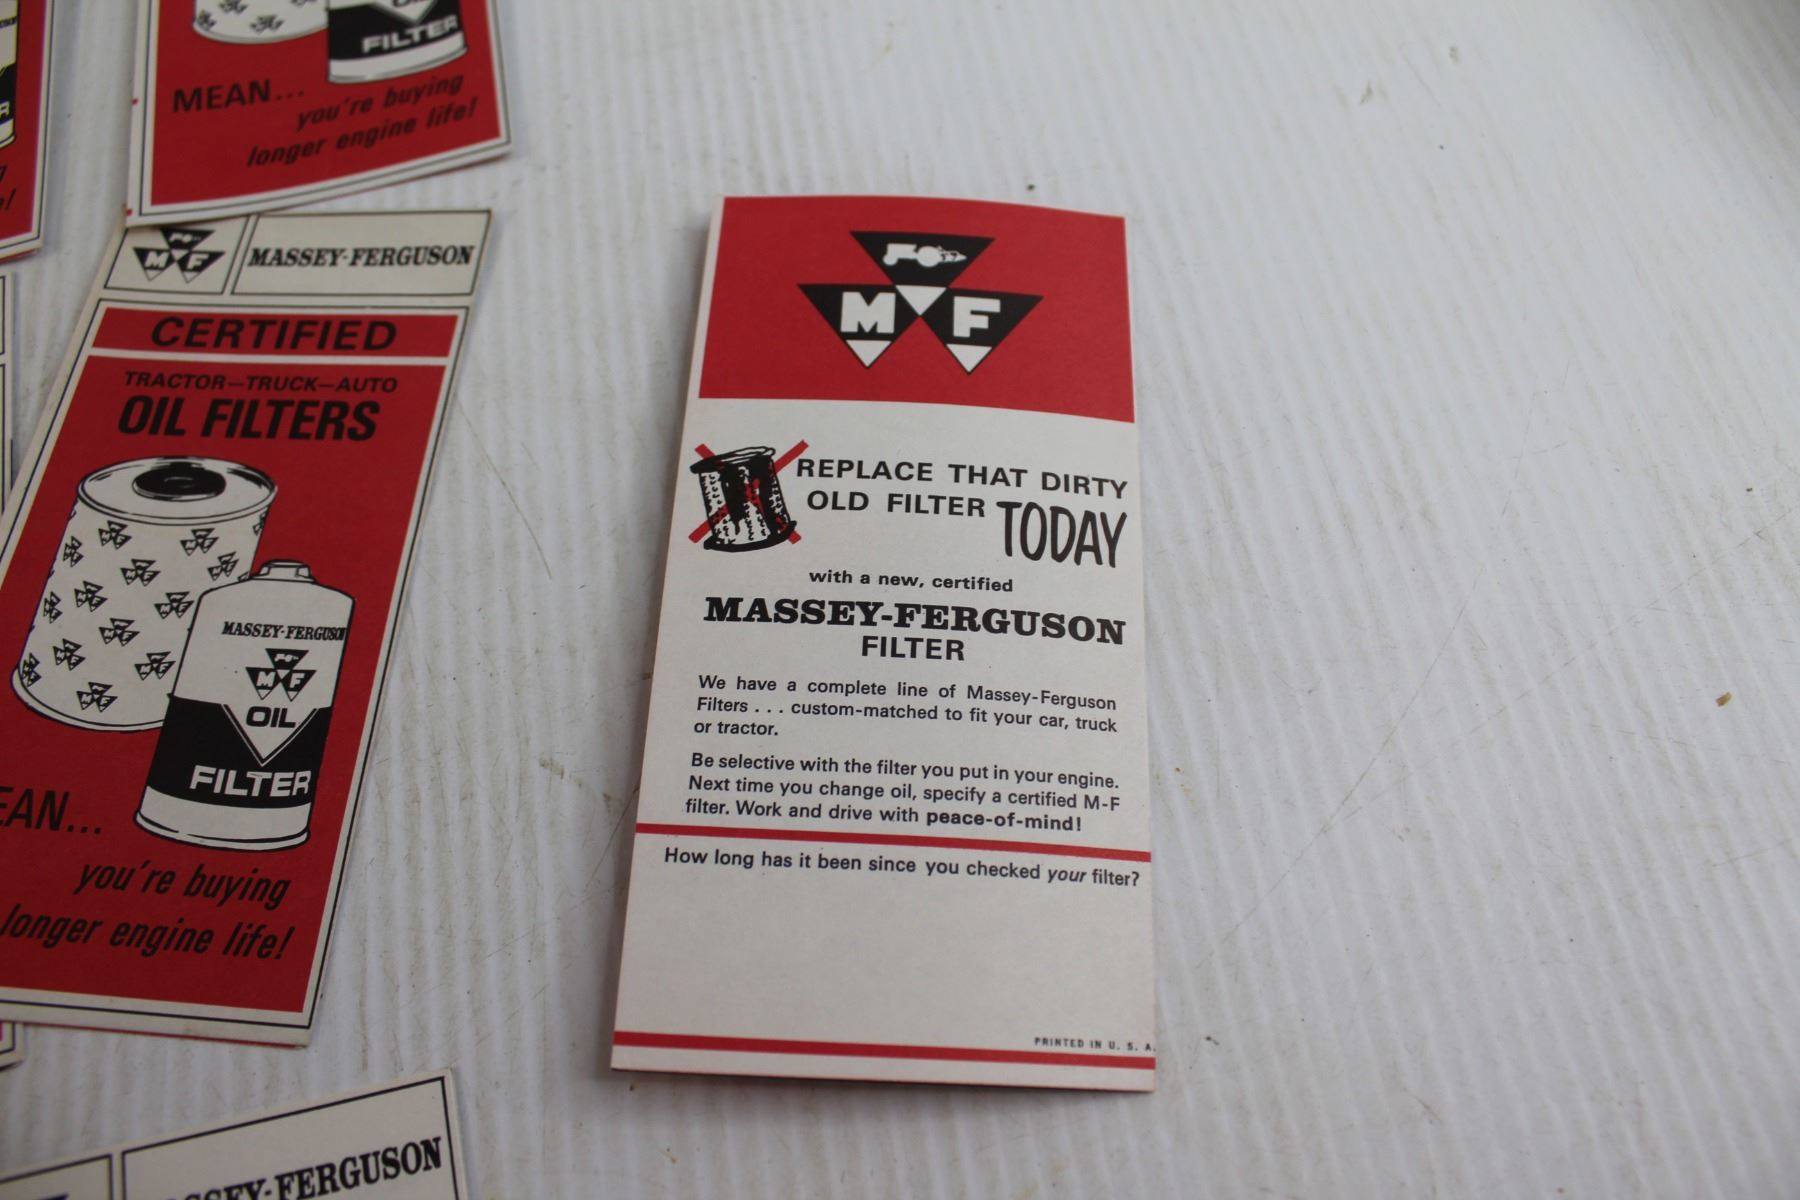 FILTER
MEAN...
you're buying
longer engine life!
M F
MASSEY-FERGUSON
CERTIFIED
TRACTOR—TRUCK—AUTO
OIL FILTERS
MASSEY-FERGUSON
M F
OIL
FILTER
you're buying
longer engine life!
MASSEY-FERGUSON
M F
REPLACE THAT DIRTY
OLD FILTER TODAY
with a new, certified
MASSEY-FERGUSON
FILTER
We have a complete line of Massey-Ferguson
Filters . . . custom-matched to fit your car, truck
or tractor.
Be selective with the filter you put in your engine.
Next time you change oil, specify a certified M-F
filter. Work and drive with peace-of-mind!
How long has it been since you checked your filter?
PRINTED IN U. S. A.